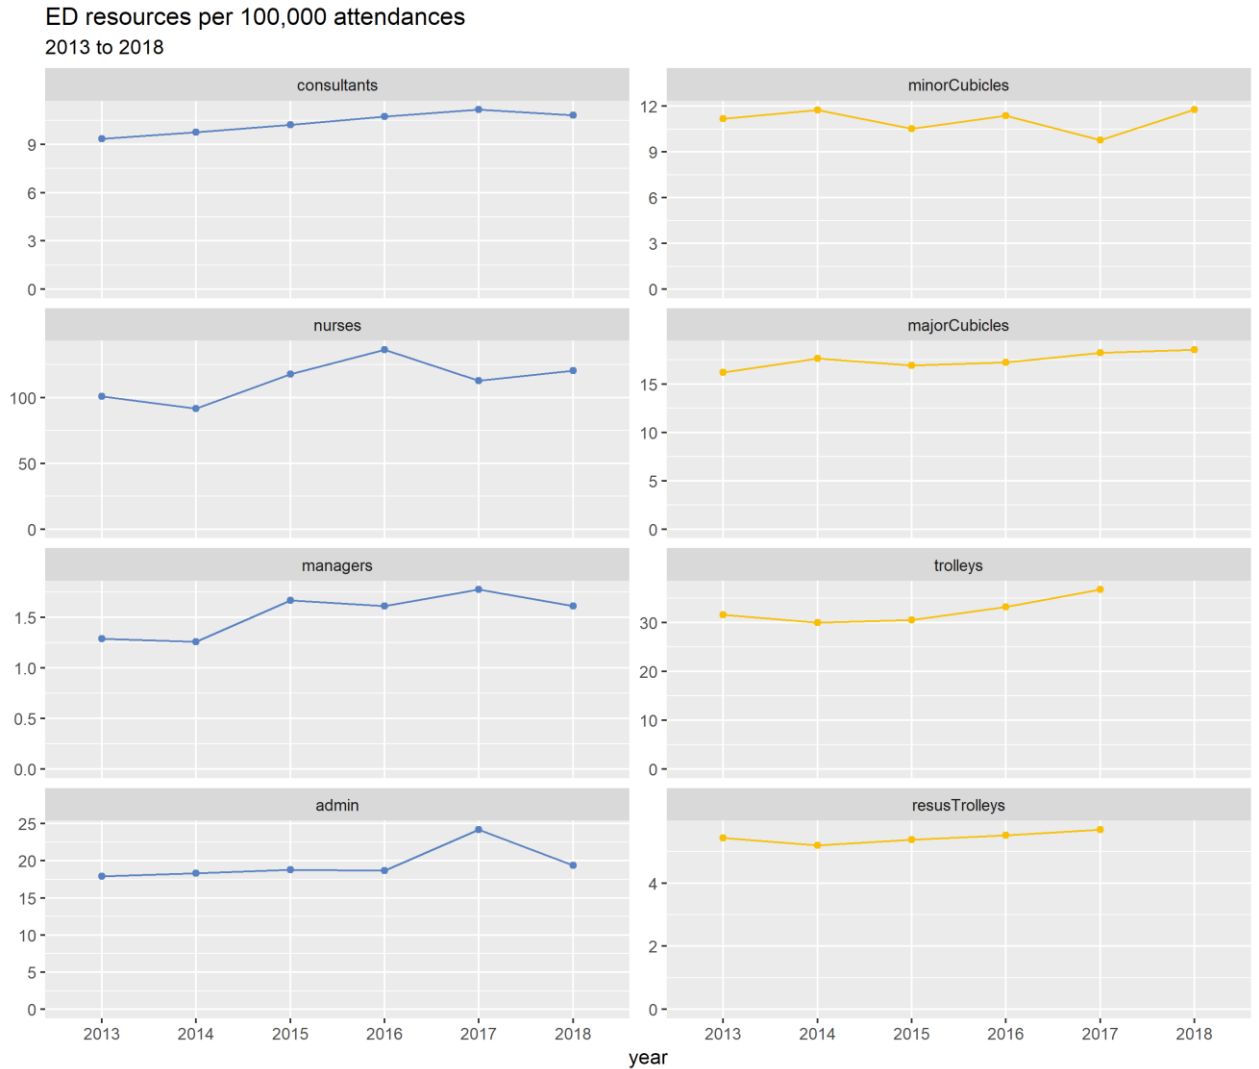 ED resources per 100,000 attendances
2013 to 2018
consultants
9
6
3
0
minorCubicles
12
9
6
3
0
nurses
100
50
0
majorCubicles
15
10
5
0
managers
1.5
1.0
0.5
0.0
trolleys
30
20
10
0
admin
25
20
15
10
5
0
resusTrolleys
4
2
0
2013 2014 2015 2016 2017 2018
2013 2014 2015 2016 2017 2018
year